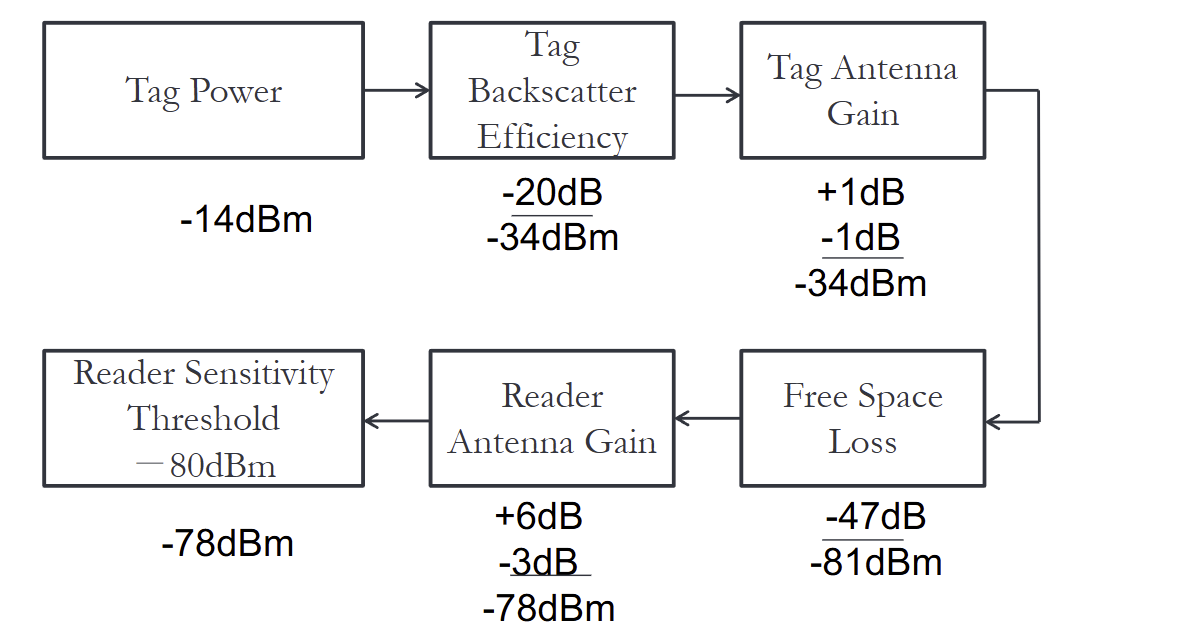 Tag Power
-14dBm
Tag
Backscatter
Efficiency
-20dB
-34dBm
Tag Antenna
Gain
+1dB
-1dB
-34dBm
Free Space
Loss
-47dB
-81dBm
Reader
Antenna Gain
+6dB
-3dB
-78dBm
Reader Sensitivity
Threshold
—80dBm
-78dBm